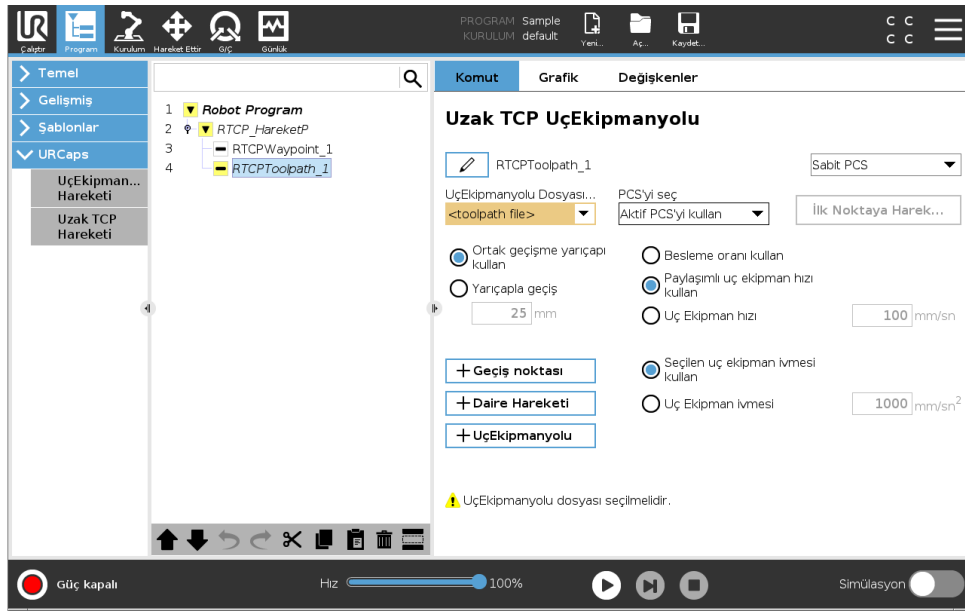 PROGRAM Sample
KURULUM default
Çalıştır
Program
Kurulum
Hareket Ettir
G/Ç
Günlük
Yeni...
Aç...
Kaydet...
C C
C C
Temel
Gelişmiş
Şablonlar
URCaps
UçEkipman...
Hareketi
Uzak TCP
Hareketi
1 Robot Program
2 RTCP_HareketP
3 RTCPWaypoint_1
4 RTCPToolpath_1
Komut
Grafik
Değişkenler
Uzak TCP UçEkipmanyolu
RTCPToolpath_1
Sabit PCS
UçEkipmanyolu Dosyası...
PCS'yi seç
<toolpath file>
Aktif PCS'yi kullan
İlk Noktaya Harek...
Ortak geçişme yarıçapı
kullan
Yarıçapla geçiş
25 mm
Besleme oranı kullan
Paylaşımlı uç ekipman hızı
kullan
Uç Ekipman hızı
100 mm/sn
+ Geçiş noktası
+ Daire Hareketi
+ UçEkipmanyolu
Seçilen uç ekipman ivmesi
kullan
Uç Ekipman ivmesi
1000 mm/sn²
UçEkipmanyolu dosyası seçilmelidir.
Güç kapalı
Hız
100%
Simülasyon